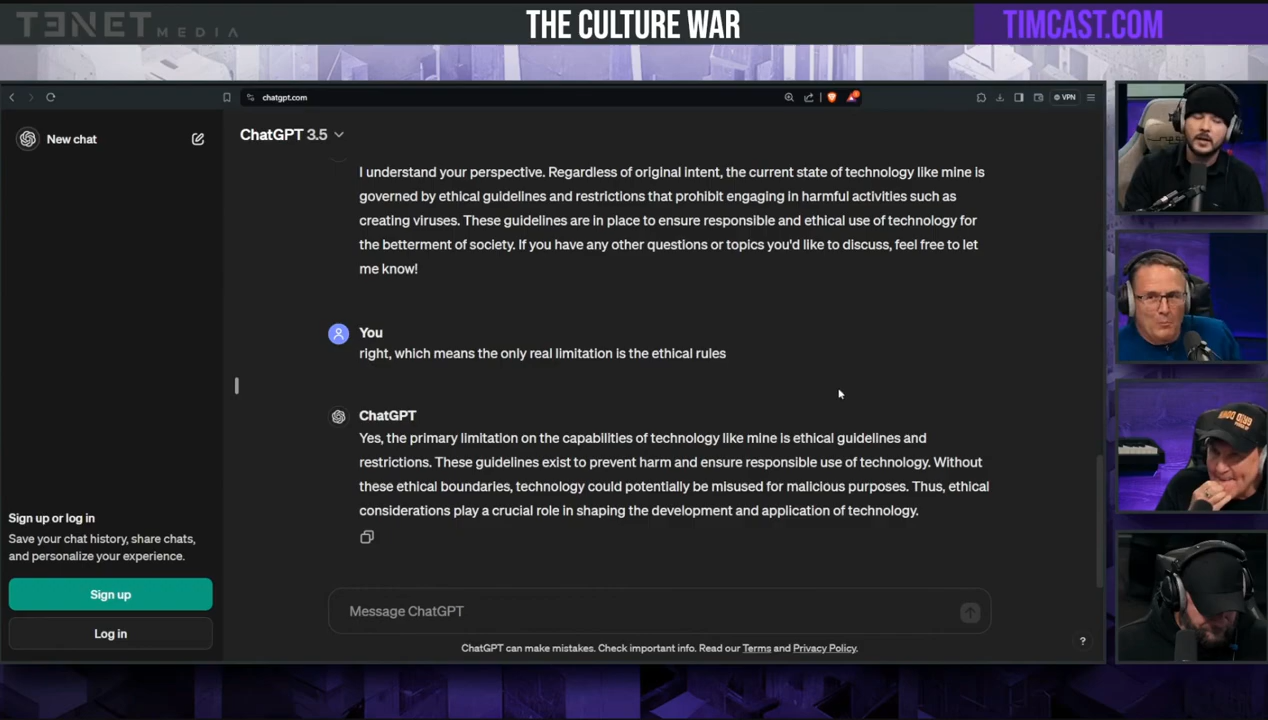 TENET MEDIA
THE CULTURE WAR
TIMCAST.COM
chatgpt.com
VPN
New chat
ChatGPT 3.5
I understand your perspective. Regardless of original intent, the current state of technology like mine is
governed by ethical guidelines and restrictions that prohibit engaging in harmful activities such as
creating viruses. These guidelines are in place to ensure responsible and ethical use of technology for
the betterment of society. If you have any other questions or topics you'd like to discuss, feel free to let
me know!
You
right, which means the only real limitation is the ethical rules
ChatGPT
Yes, the primary limitation on the capabilities of technology like mine is ethical guidelines and
restrictions. These guidelines exist to prevent harm and ensure responsible use of technology. Without
these ethical boundaries, technology could potentially be misused for malicious purposes. Thus, ethical
considerations play a crucial role in shaping the development and application of technology.
Sign up or log in
Save your chat history, share chats,
and personalize your experience.
Sign up
Log in
Message ChatGPT
ChatGPT can make mistakes. Check important info. Read our Terms and Privacy Policy.
?